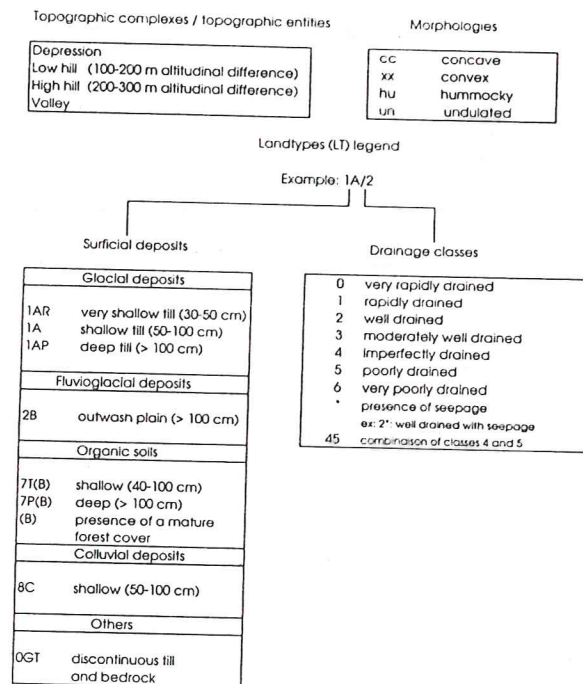 Topographic complexes / topographic entities
Depression
Low hill (100-200 m altitudinal difference)
High hill (200-300 m altitudinal difference)
Valley
Morphologies
cc concave
xx convex
hu hummocky
un undulated
Landtypes (LT) legend
Example: 1A/2
Surficial deposits
Glacial deposits
1AR very shallow till (30-50 cm)
1A shallow till (50-100 cm)
1AP deep till (> 100 cm)
Fluvioglacial deposits
2B outwash plain (> 100 cm)
Organic soils
7T(B) shallow (40-100 cm)
7P(B) deep (> 100 cm)
(B) presence of a mature
forest cover
Colluvial deposits
8C shallow (50-100 cm)
Others
0GT discontinuous till
and bedrock
Drainage classes
0 very rapidly drained
1 rapidly drained
2 well drained
3 moderately well drained
4 imperfectly drained
5 poorly drained
6 very poorly drained
* presence of seepage
ex: 2*: well drained with seepage
45 combinaison of classes 4 and 5